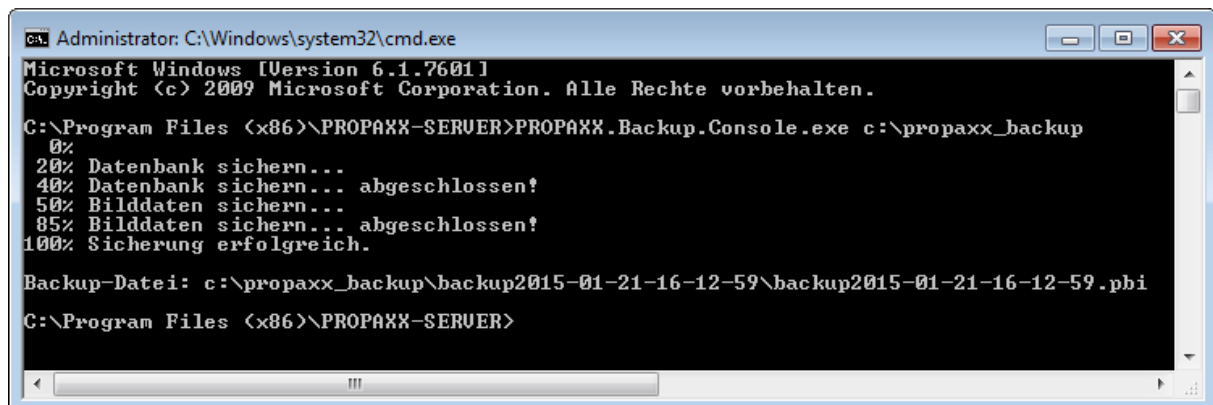 Administrator: C:\Windows\system32\cmd.exe
Microsoft Windows [Version 6.1.7601]
Copyright (c) 2009 Microsoft Corporation. Alle Rechte vorbehalten.
C:\Program Files (x86)\PROPAXX-SERVER>PROPAXX.Backup.Console.exe c:\propaxx_backup
0%
20% Datenbank sichern...
40% Datenbank sichern... abgeschlossen!
50% Bilddaten sichern...
85% Bilddaten sichern... abgeschlossen!
100% Sicherung erfolgreich.
Backup-Datei: c:\propaxx_backup\backup2015-01-21-16-12-59\backup2015-01-21-16-12-59.pbi
C:\Program Files (x86)\PROPAXX-SERVER>